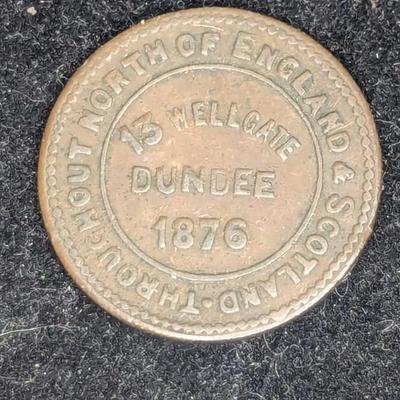 THROUGHOUT NORTH OF ENGLAND & SCOTLAND
13 WELLGATE
DUNDEE
1876